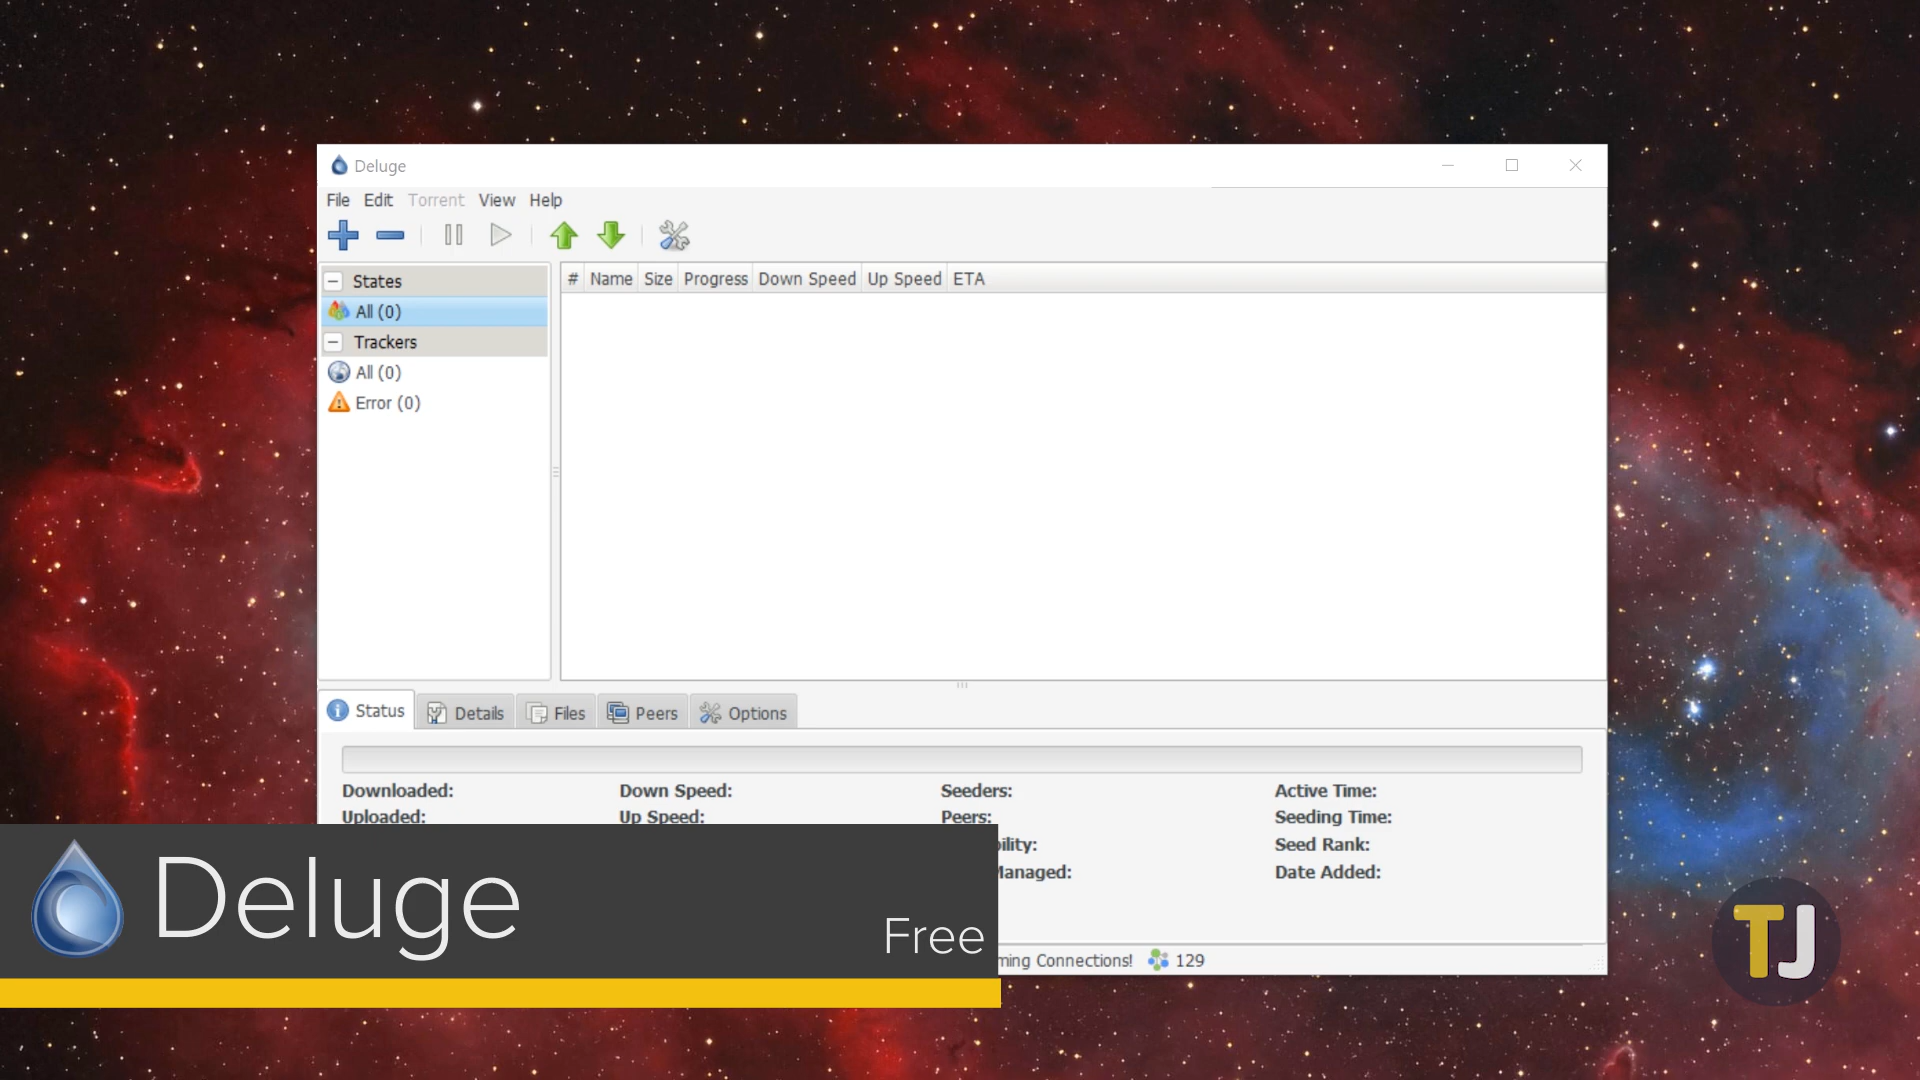 Deluge
File Edit Torrent View Help
States
All (0)
Trackers
All (0)
Error (0)
# Name Size Progress Down Speed Up Speed ETA
Status Details Files Peers Options
Downloaded: Down Speed: Seeders: Active Time:
Uploaded: Up Speed: Peers: Seeding Time:
Seed Rank:
Managed: Date Added:
Deluge
Free
Connections! 129
TJ